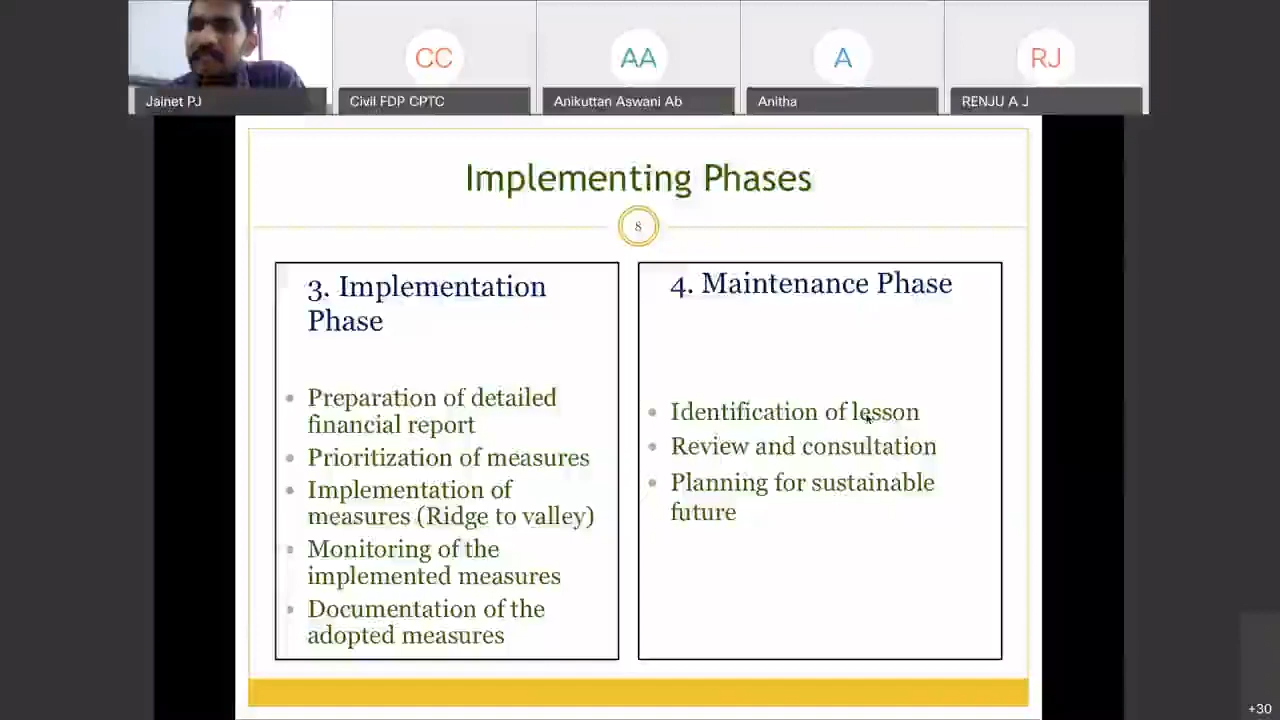 CC
AA
A
RJ
Jainet PJ
Civil FDP CPTC
Anikuttan Aswani Ab
Anitha
RENJU A J
Implementing Phases
8
3. Implementation
Phase
• Preparation of detailed
financial report
• Prioritization of measures
• Implementation of
measures (Ridge to valley)
• Monitoring of the
implemented measures
• Documentation of the
adopted measures
4. Maintenance Phase
• Identification of lesson
• Review and consultation
• Planning for sustainable
future
+30